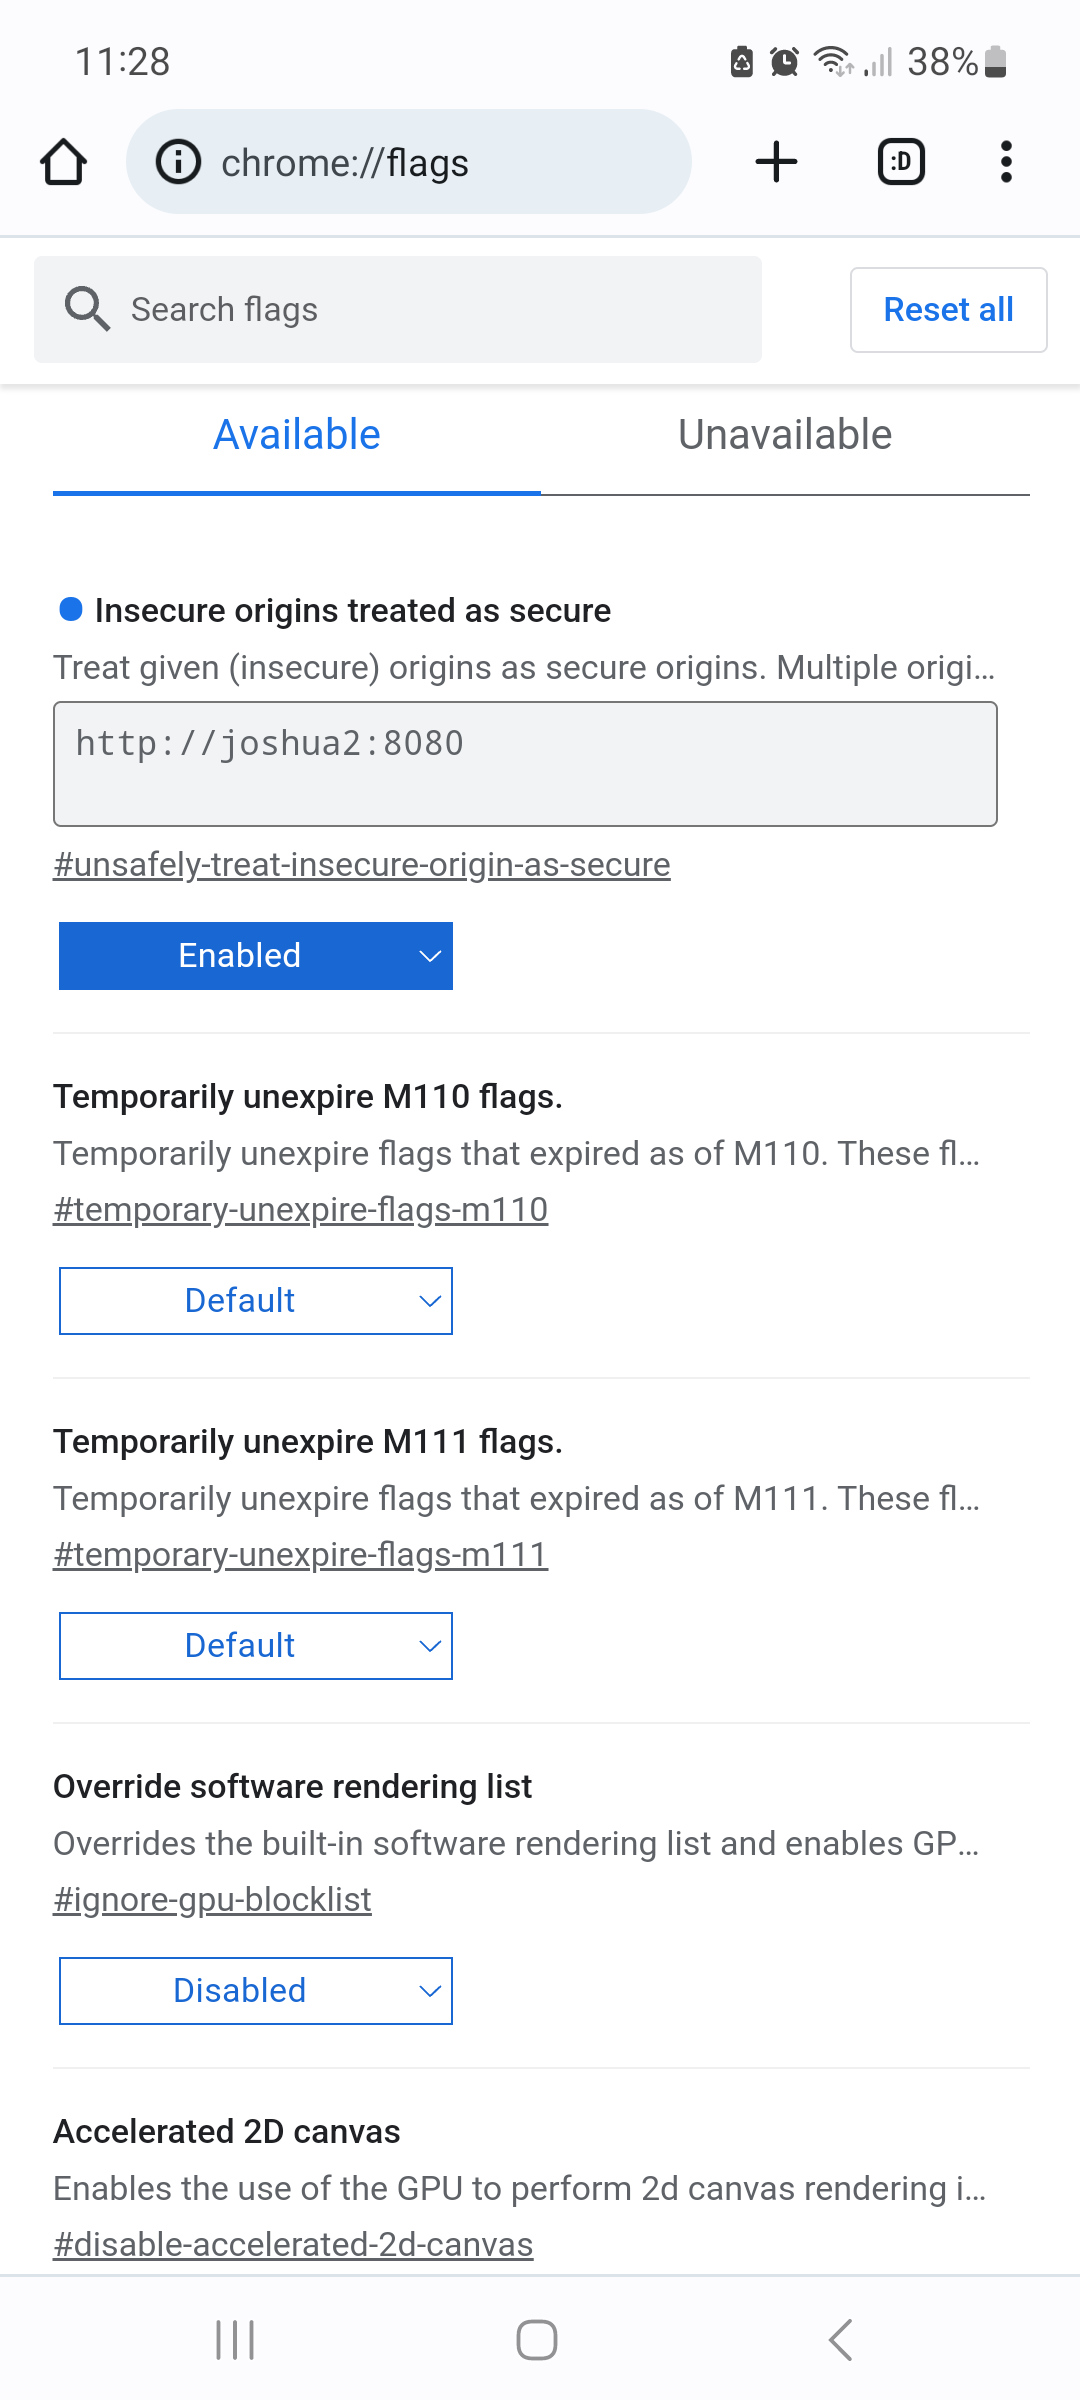 11:28
38%
chrome://flags
:D
Search flags
Reset all
Available
Unavailable
Insecure origins treated as secure
Treat given (insecure) origins as secure origins. Multiple origi...
http://joshua2:8080
#unsafely-treat-insecure-origin-as-secure
Enabled
Temporarily unexpire M110 flags.
Temporarily unexpire flags that expired as of M110. These fl...
#temporary-unexpire-flags-m110
Default
Temporarily unexpire M111 flags.
Temporarily unexpire flags that expired as of M111. These fl...
#temporary-unexpire-flags-m111
Default
Override software rendering list
Overrides the built-in software rendering list and enables GP...
#ignore-gpu-blocklist
Disabled
Accelerated 2D canvas
Enables the use of the GPU to perform 2d canvas rendering i...
#disable-accelerated-2d-canvas